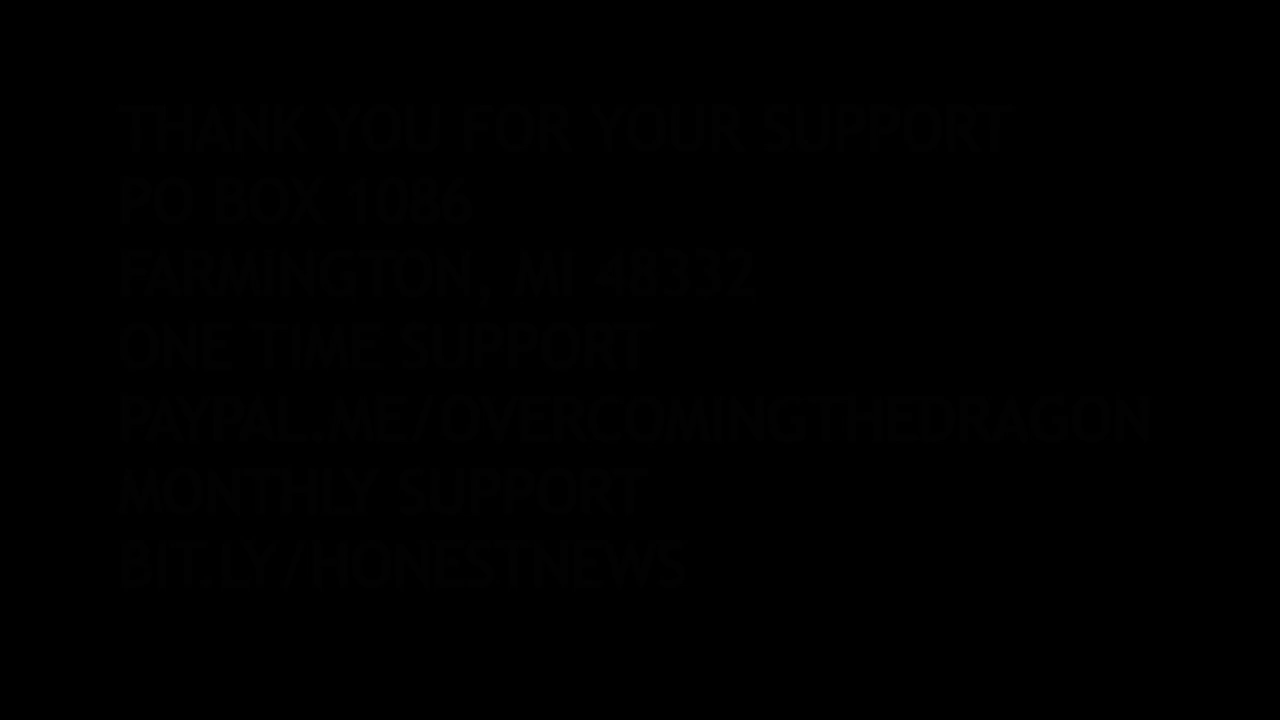 THANK YOU FOR YOUR SUPPORT
PO BOX 1086
FARMINGTON, MI 48332
ONE TIME SUPPORT
PAYPAL.ME/OVERCOMINGTHEDRAGON
MONTHLY SUPPORT
BIT.LY/HONESTNEWS